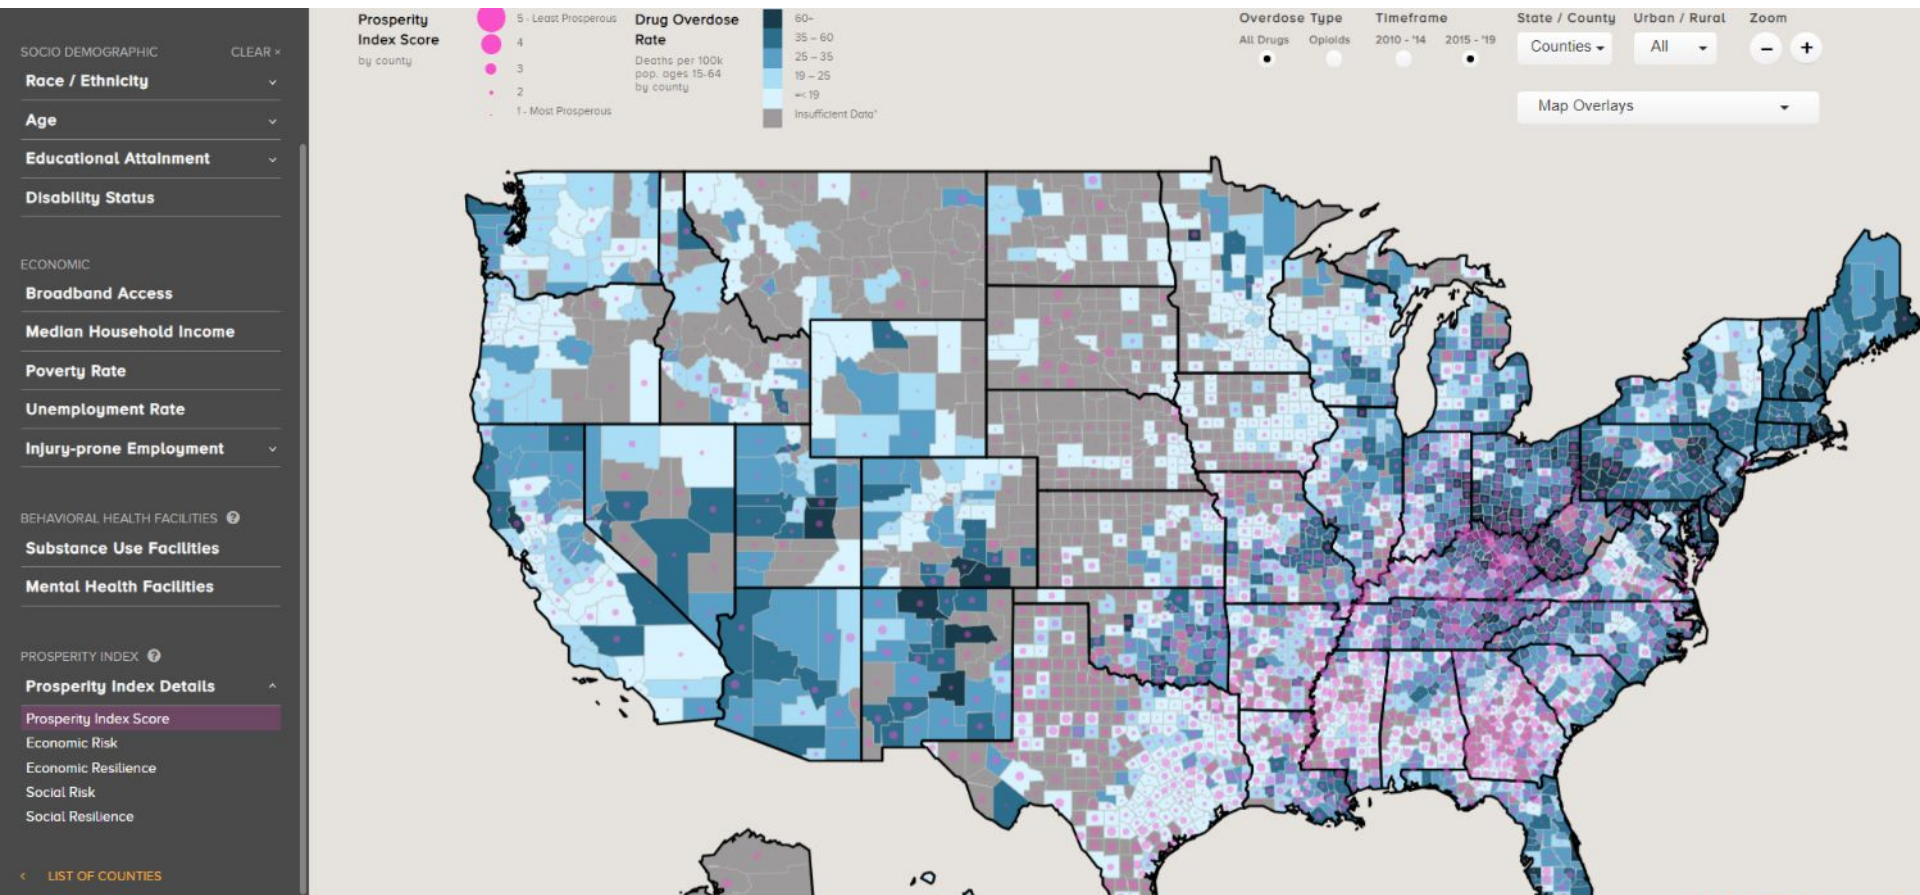 SOCIO DEMOGRAPHIC CLEAR ×
Race / Ethnicity
Age
Educational Attainment
Disability Status
ECONOMIC
Broadband Access
Median Household Income
Poverty Rate
Unemployment Rate
Injury-prone Employment
BEHAVIORAL HEALTH FACILITIES ?
Substance Use Facilities
Mental Health Facilities
PROSPERITY INDEX ?
Prosperity Index Details
Prosperity Index Score
Economic Risk
Economic Resilience
Social Risk
Social Resilience
< LIST OF COUNTIES
Prosperity
Index Score
by county
5 - Least Prosperous
4
3
2
1 - Most Prosperous
Drug Overdose
Rate
Deaths per 100k
pop. ages 15-64
by county
60+
35 – 60
25 – 35
19 – 25
=< 19
Insufficient Data*
Overdose Type
All Drugs Opioids
Timeframe
2010 - '14 2015 - '19
State / County
Counties
Urban / Rural
All
Zoom
− +
Map Overlays